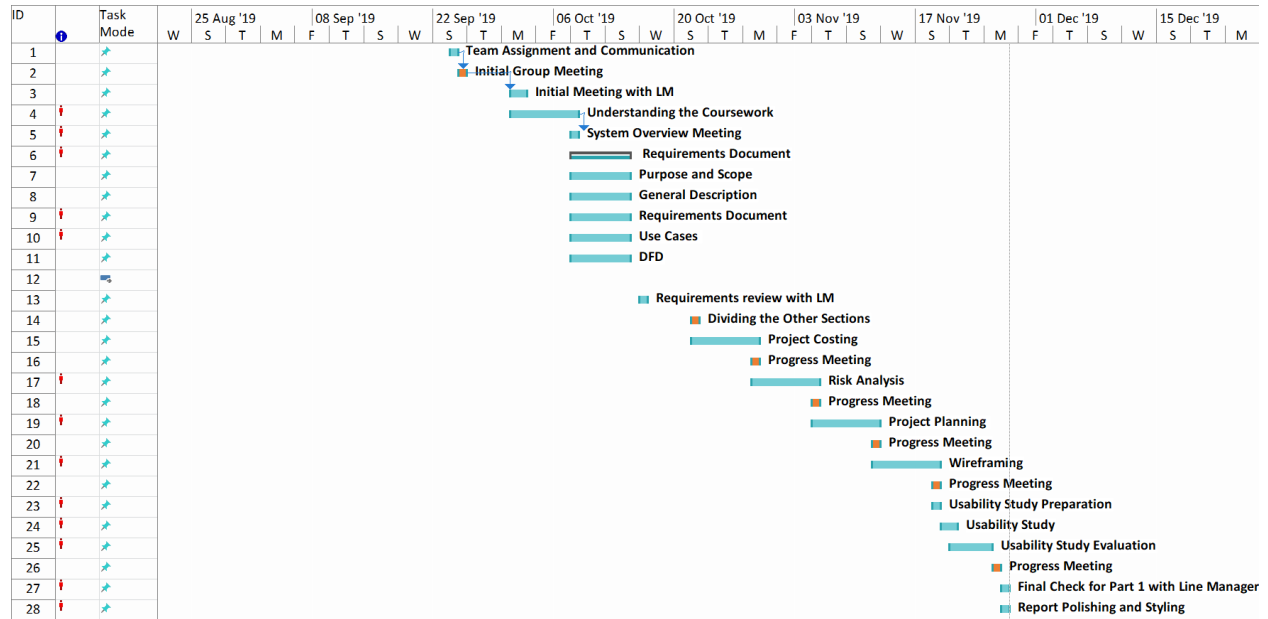 ID Task Mode 25 Aug '19 08 Sep '19 22 Sep '19 06 Oct '19 20 Oct '19 03 Nov '19 17 Nov '19 01 Dec '19 15 Dec '19
W S T M F S W S T M F S W S T M F S W S T M F S W S T M F S W S T M
1 Team Assignment and Communication
2 Initial Group Meeting
3 Initial Meeting with LM
4 Understanding the Coursework
5 System Overview Meeting
6 Requirements Document
7 Purpose and Scope
8 General Description
9 Requirements Document
10 Use Cases
11 DFD
12
13 Requirements review with LM
14 Dividing the Other Sections
15 Project Costing
16 Progress Meeting
17 Risk Analysis
18 Progress Meeting
19 Project Planning
20 Progress Meeting
21 Wireframing
22 Progress Meeting
23 Usability Study Preparation
24 Usability Study
25 Usability Study Evaluation
26 Progress Meeting
27 Final Check for Part 1 with Line Manager
28 Report Polishing and Styling